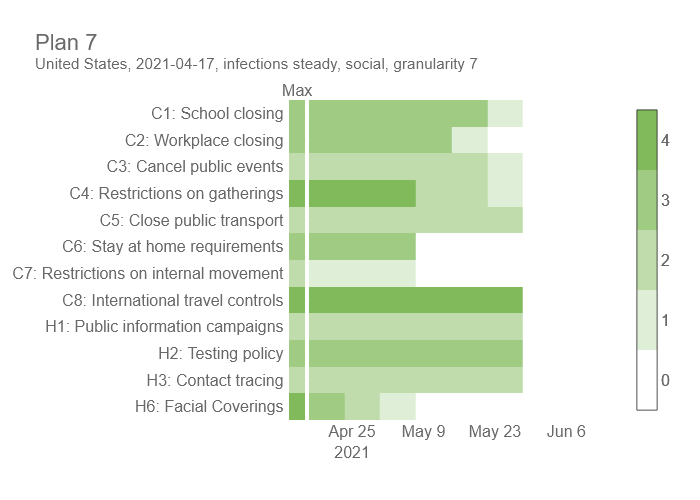 Plan 7
United States, 2021-04-17, infections steady, social, granularity 7
Max
C1: School closing
C2: Workplace closing
C3: Cancel public events
C4: Restrictions on gatherings
C5: Close public transport
C6: Stay at home requirements
C7: Restrictions on internal movement
C8: International travel controls
H1: Public information campaigns
H2: Testing policy
H3: Contact tracing
H6: Facial Coverings
Apr 25 May 9 May 23 Jun 6
2021
4
3
2
1
0